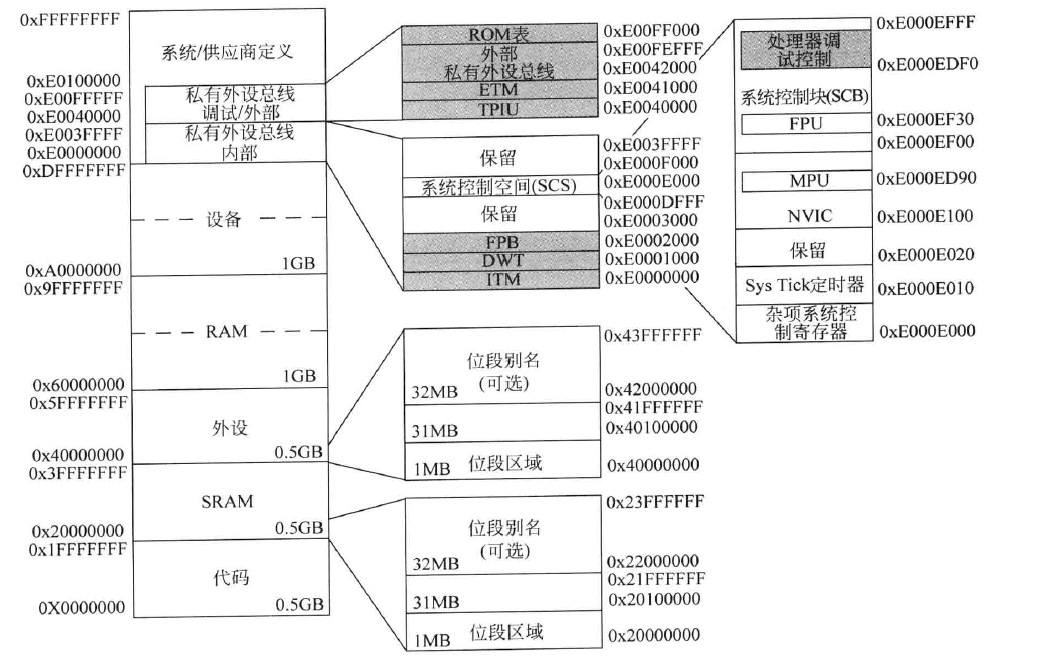 0xFFFFFFFF
系统/供应商定义
0xE0100000
0xE00FFFFF
私有外设总线
调试/外部
0xE0040000
0xE003FFFF
私有外设总线
内部
0xE0000000
0xDFFFFFFF
设备
1GB
0xA0000000
0x9FFFFFFF
RAM
1GB
0x60000000
0x5FFFFFFF
外设
0.5GB
0x40000000
0x3FFFFFFF
SRAM
0.5GB
0x20000000
0x1FFFFFFF
代码
0.5GB
0X0000000
ROM表
0xE00FF000
外部
私有外设总线
0xE00FEFFF
0xE0042000
ETM
0xE0041000
TPIU
0xE0040000
0xE003FFFF
保留
0xE000F000
系统控制空间(SCS)
0xE000E000
0xE000DFFF
保留
0xE0003000
FPB
0xE0002000
DWT
0xE0001000
ITM
0xE0000000
0x43FFFFFF
位段别名
(可选)
32MB
0x42000000
0x41FFFFFF
31MB
0x40100000
1MB 位段区域
0x40000000
0x23FFFFFF
位段别名
(可选)
32MB
0x22000000
0x21FFFFFF
31MB
0x20100000
1MB 位段区域
0x20000000
0xE000EFFF
处理器调
试控制
0xE000EDF0
系统控制块(SCB)
FPU
0xE000EF30
0xE000EF00
MPU
0xE000ED90
NVIC
0xE000E100
保留
0xE000E020
Sys Tick定时器
0xE000E010
杂项系统控
制寄存器
0xE000E000